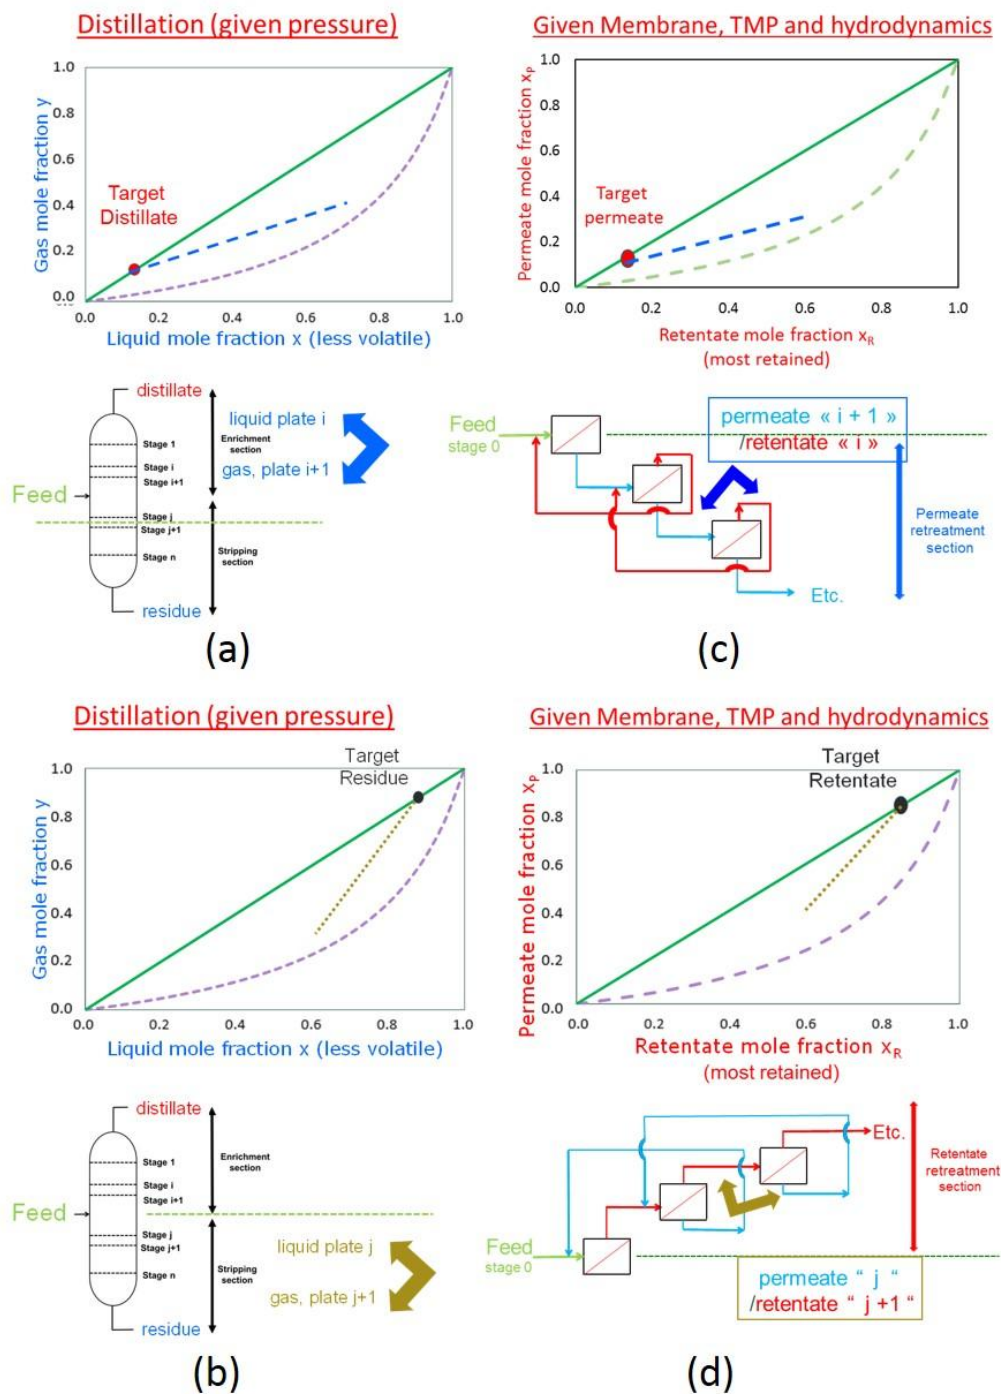 Distillation (given pressure)
Gas mole fraction y
1.0
0.8
0.6
0.4
0.2
0.0
Target
Distillate
0.0 0.2 0.4 0.6 0.8 1.0
Liquid mole fraction x (less volatile)
distillate
Stage 1
Stage i
Stage i+1
Feed
Stage j
Stage j+1
Stage n
residue
Enrichment
section
Stripping
section
liquid plate i
gas, plate i+1
(a)
Given Membrane, TMP and hydrodynamics
Permeate mole fraction xP
1.0
0.8
0.6
0.4
0.2
0.0
Target
permeate
0.0 0.2 0.4 0.6 0.8 1.0
Retentate mole fraction xR
(most retained)
Feed
stage 0
permeate « i + 1 »
/retentate « i »
Permeate
retreatment
section
Etc.
(c)
Distillation (given pressure)
Gas mole fraction y
1.0
0.8
0.6
0.4
0.2
0.0
Target
Residue
0.0 0.2 0.4 0.6 0.8 1.0
Liquid mole fraction x (less volatile)
distillate
Stage 1
Stage i
Stage i+1
Feed
Stage j
Stage j+1
Stage n
residue
Enrichment
section
Stripping
section
liquid plate j
gas, plate j+1
(b)
Given Membrane, TMP and hydrodynamics
Permeate mole fraction xP
1.0
0.8
0.6
0.4
0.2
0.0
Target
Retentate
0.0 0.2 0.4 0.6 0.8 1.0
Retentate mole fraction xR
(most retained)
Etc.
Retentate
retreatment
section
Feed
stage 0
permeate “ j “
/retentate “ j +1 “
(d)